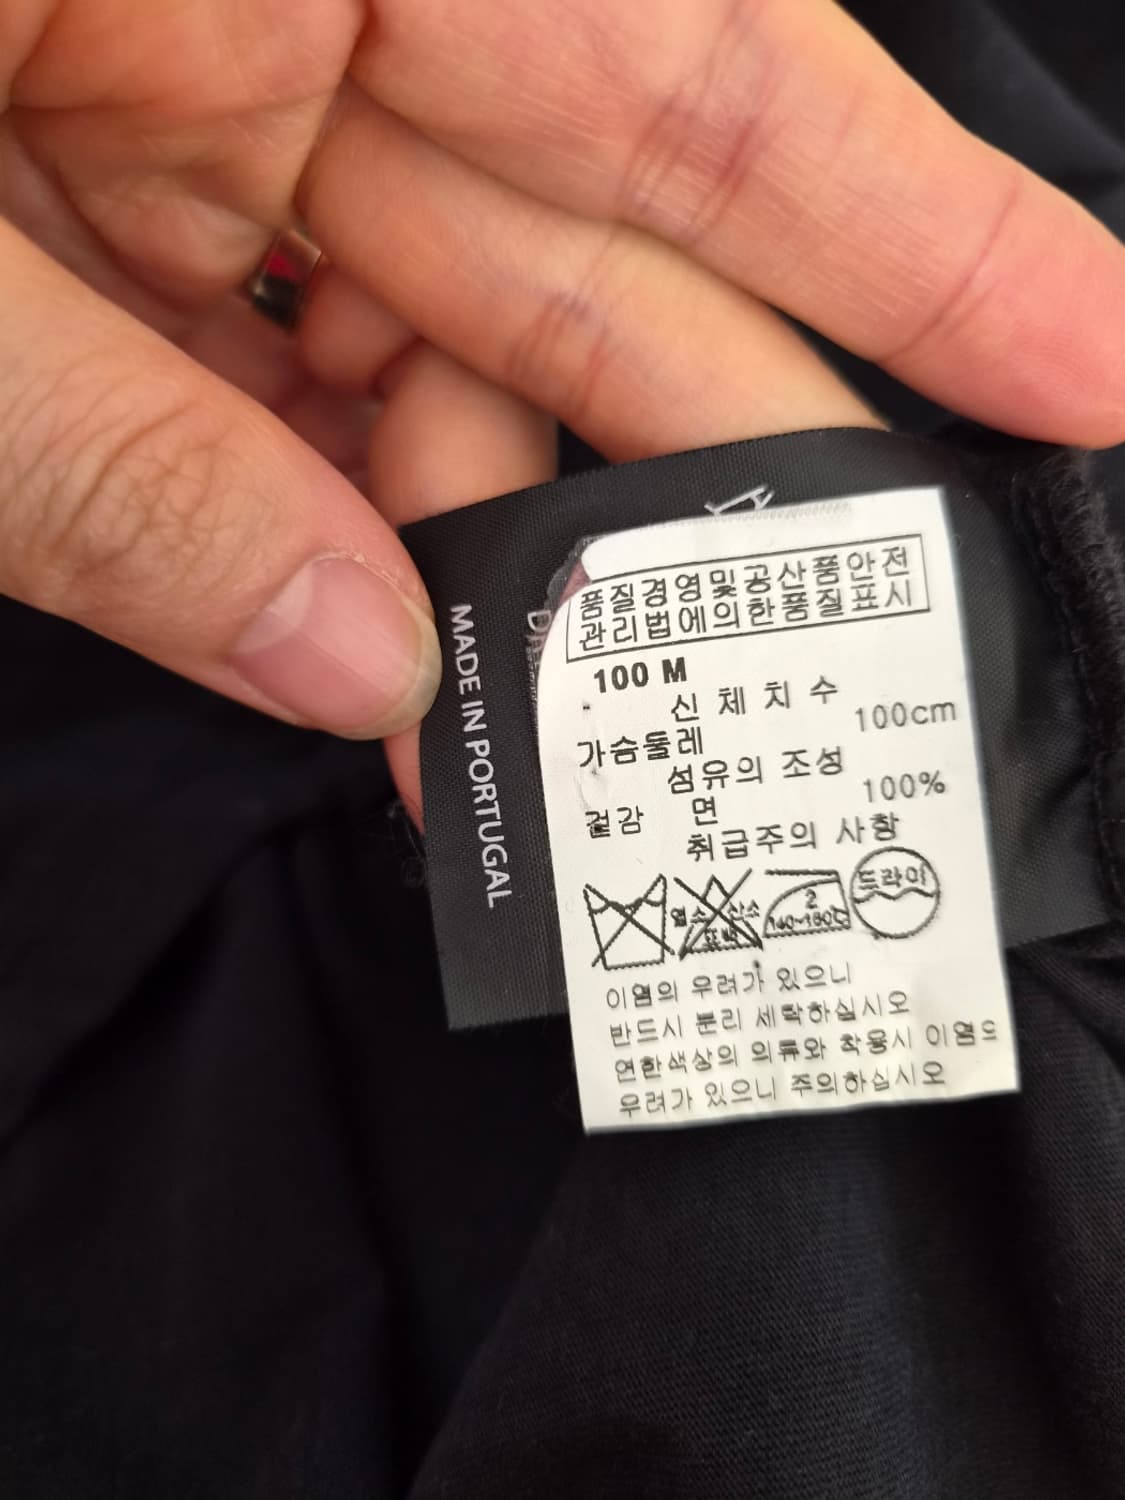 MADE IN PORTUGAL
품질경영및공산품안전
관리법에의한품질표시
100 M
신 체 치 수
100cm
가슴둘레
섬유의 조성
100%
겉감 면
취급주의 사항
염소 산소
표백
2
140~160℃
드라이
이염의 우려가 있으니
반드시 분리 세탁하십시오
연한색상의 의류와 착용시 이염으
우려가 있으니 주의하십시오